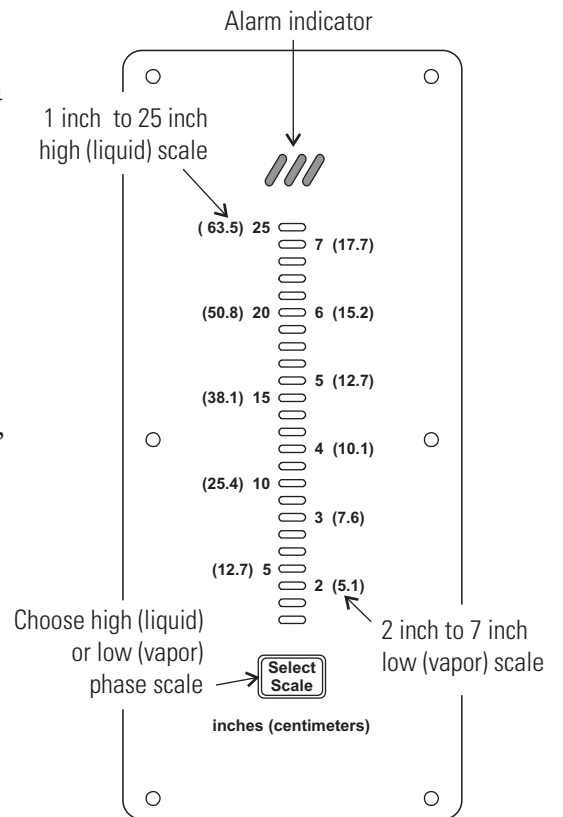 Alarm indicator
1 inch to 25 inch
high (liquid) scale
( 63.5) 25
7 (17.7)
(50.8) 20
6 (15.2)
5 (12.7)
(38.1) 15
4 (10.1)
(25.4) 10
3 (7.6)
(12.7) 5
2 (5.1)
Choose high (liquid)
or low (vapor)
phase scale
2 inch to 7 inch
low (vapor) scale
Select
Scale
inches (centimeters)